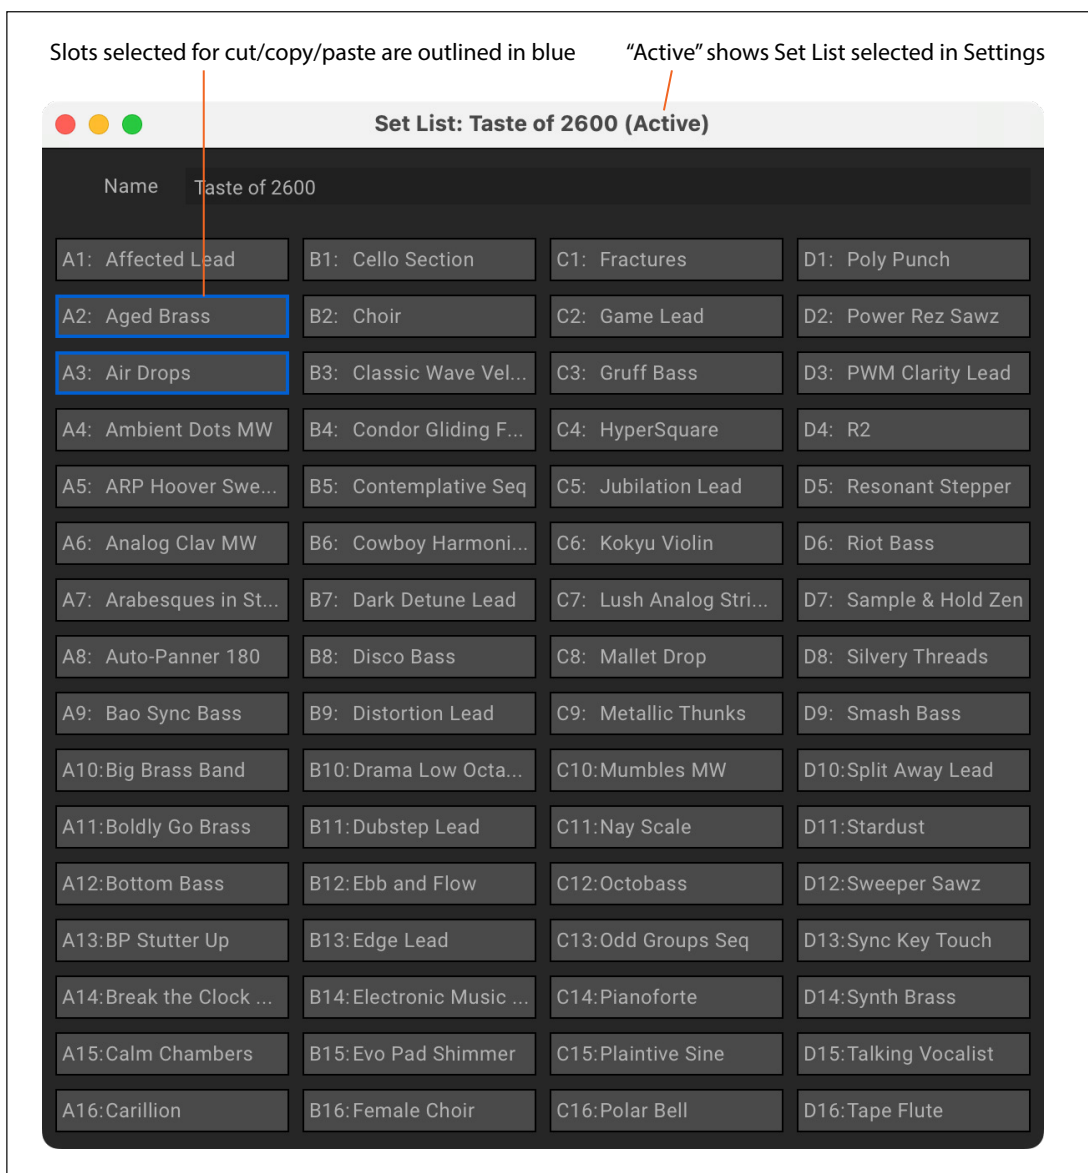 Slots selected for cut/copy/paste are outlined in blue
“Active” shows Set List selected in Settings
Set List: Taste of 2600 (Active)
Name Taste of 2600
A1: Affected Lead B1: Cello Section C1: Fractures D1: Poly Punch
A2: Aged Brass B2: Choir C2: Game Lead D2: Power Rez Sawz
A3: Air Drops B3: Classic Wave Vel... C3: Gruff Bass D3: PWM Clarity Lead
A4: Ambient Dots MW B4: Condor Gliding F... C4: HyperSquare D4: R2
A5: ARP Hoover Swe... B5: Contemplative Seq C5: Jubilation Lead D5: Resonant Stepper
A6: Analog Clav MW B6: Cowboy Harmoni... C6: Kokyu Violin D6: Riot Bass
A7: Arabesques in St... B7: Dark Detune Lead C7: Lush Analog Stri... D7: Sample & Hold Zen
A8: Auto-Panner 180 B8: Disco Bass C8: Mallet Drop D8: Silvery Threads
A9: Bao Sync Bass B9: Distortion Lead C9: Metallic Thunks D9: Smash Bass
A10:Big Brass Band B10:Drama Low Octa... C10:Mumbles MW D10:Split Away Lead
A11:Boldly Go Brass B11:Dubstep Lead C11:Nay Scale D11:Stardust
A12:Bottom Bass B12:Ebb and Flow C12:Octobass D12:Sweeper Sawz
A13:BP Stutter Up B13:Edge Lead C13:Odd Groups Seq D13:Sync Key Touch
A14:Break the Clock ... B14:Electronic Music ... C14:Pianoforte D14:Synth Brass
A15:Calm Chambers B15:Evo Pad Shimmer C15:Plaintive Sine D15:Talking Vocalist
A16:Carillion B16:Female Choir C16:Polar Bell D16:Tape Flute